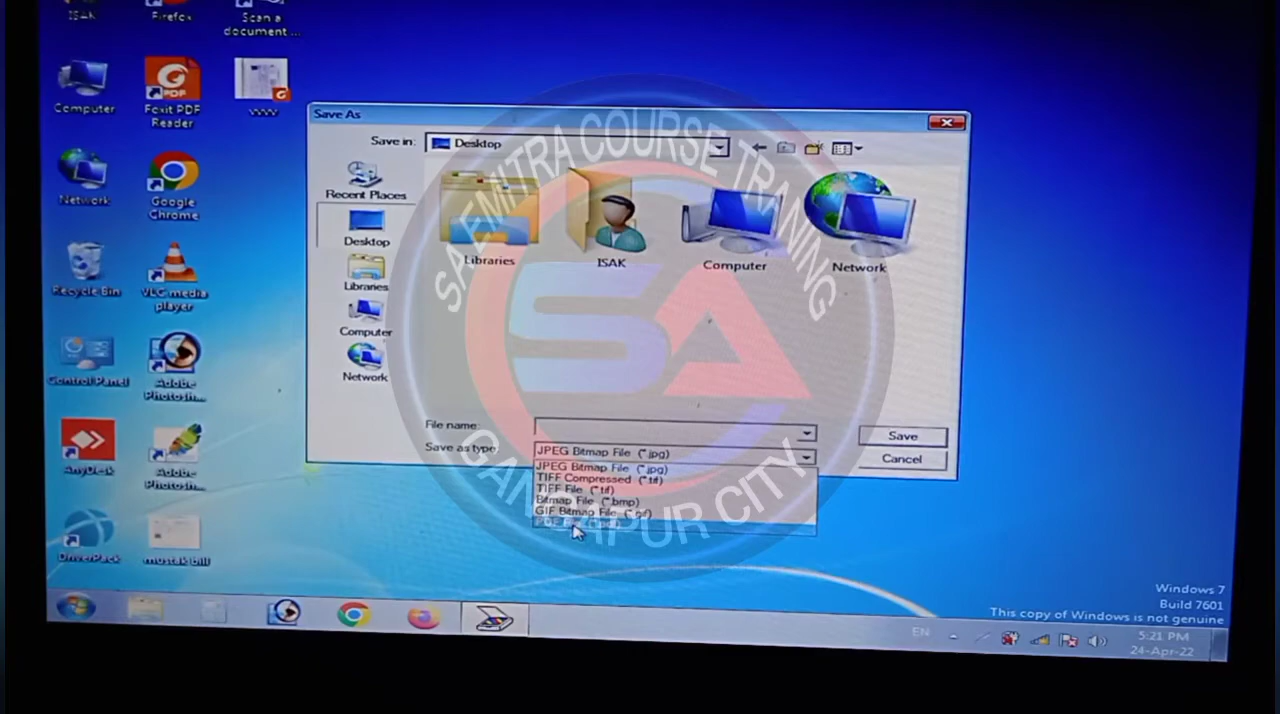 ISAK
Firefox
Scan a
document ...
Computer
Foxit PDF
Reader
Network
Google
Chrome
Recycle Bin
VLC media
player
Control Panel
Adobe
Photosh...
AnyDesk
Adobe
Photosh...
DriverPack
mustak bill
Save As
Save in:
Desktop
Recent Places
Desktop
Libraries
Computer
Network
Libraries
ISAK
Computer
Network
File name:
Save as type:
JPEG Bitmap File (*.jpg)
JPEG Bitmap File (*.jpg)
TIFF Compressed (*.tif)
TIFF File (*.tif)
Bitmap File (*.bmp)
GIF Bitmap File (*.gif)
Save
Cancel
COURSE TRAINING
SA
CITY
Windows 7
Build 7601
This copy of Windows is not genuine
EN
5:21 PM
24-Apr-22